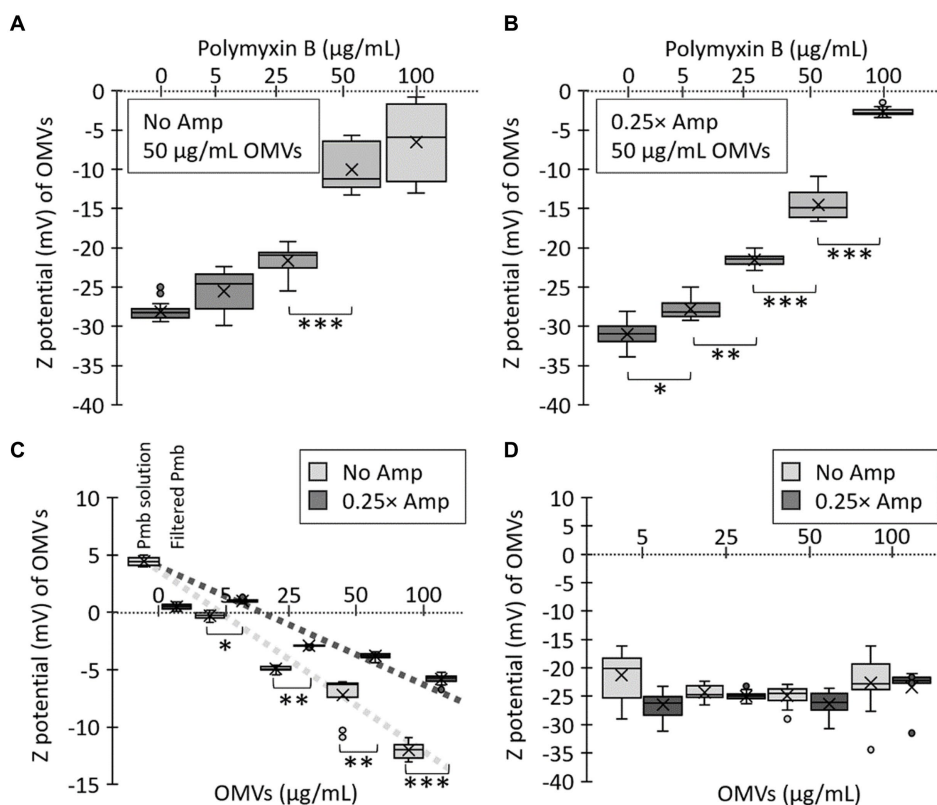 A
Polymyxin B (µg/mL)
0 5 25 50 100
No Amp
50 µg/mL OMVs
0
-5
-10
-15
-20
-25
-30
-35
-40
Z potential (mV) of OMVs
***
B
Polymyxin B (µg/mL)
0 5 25 50 100
0.25× Amp
50 µg/mL OMVs
0
-5
-10
-15
-20
-25
-30
-35
-40
Z potential (mV) of OMVs
*
**
***
***
C
Pmb solution
Filtered Pmb
No Amp
0.25× Amp
10
5
0
-5
-10
-15
Z potential (mV) of OMVs
0 5 25 50 100
*
**
**
***
OMVs (µg/mL)
D
No Amp
0.25× Amp
10
5
0
-5
-10
-15
-20
-25
-30
-35
-40
Z potential (mV) of OMVs
5 25 50 100
OMVs (µg/mL)